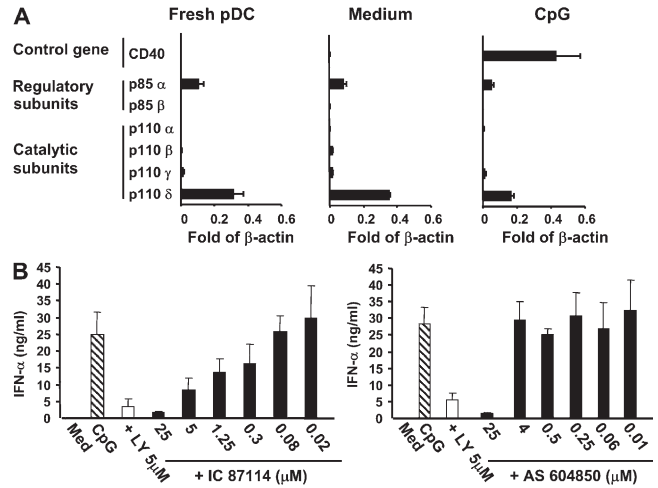 A
Fresh pDC Medium CpG
Control gene CD40
Regulatory subunits p85 α
p85 β
Catalytic subunits p110 α
p110 β
p110 γ
p110 δ
0 0.2 0.4 0.6 0 0.2 0.4 0.6 0 0.2 0.4 0.6
Fold of β-actin Fold of β-actin Fold of β-actin
B
IFN-α (ng/ml)
45
40
35
30
25
20
15
10
5
0
Med CpG + LY 5μM 25 5 1.25 0.3 0.08 0.02
+ IC 87114 (μM)
IFN-α (ng/ml)
45
40
35
30
25
20
15
10
5
0
Med CpG + LY 5μM 25 4 0.5 0.25 0.06 0.01
+ AS 604850 (μM)